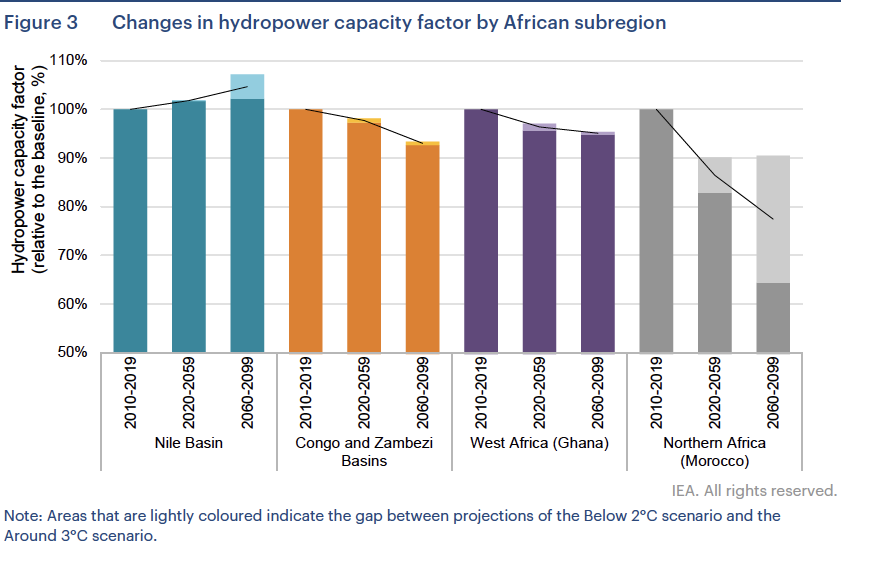 Figure 3 Changes in hydropower capacity factor by African subregion
Hydropower capacity factor
(relative to the baseline, %)
110%
100%
90%
80%
70%
60%
50%
2010-2019
2020-2059
2060-2099
2010-2019
2020-2059
2060-2099
2010-2019
2020-2059
2060-2099
2010-2019
2020-2059
2060-2099
Nile Basin
Congo and Zambezi
Basins
West Africa (Ghana)
Northern Africa
(Morocco)
IEA. All rights reserved.
Note: Areas that are lightly coloured indicate the gap between projections of the Below 2°C scenario and the
Around 3°C scenario.